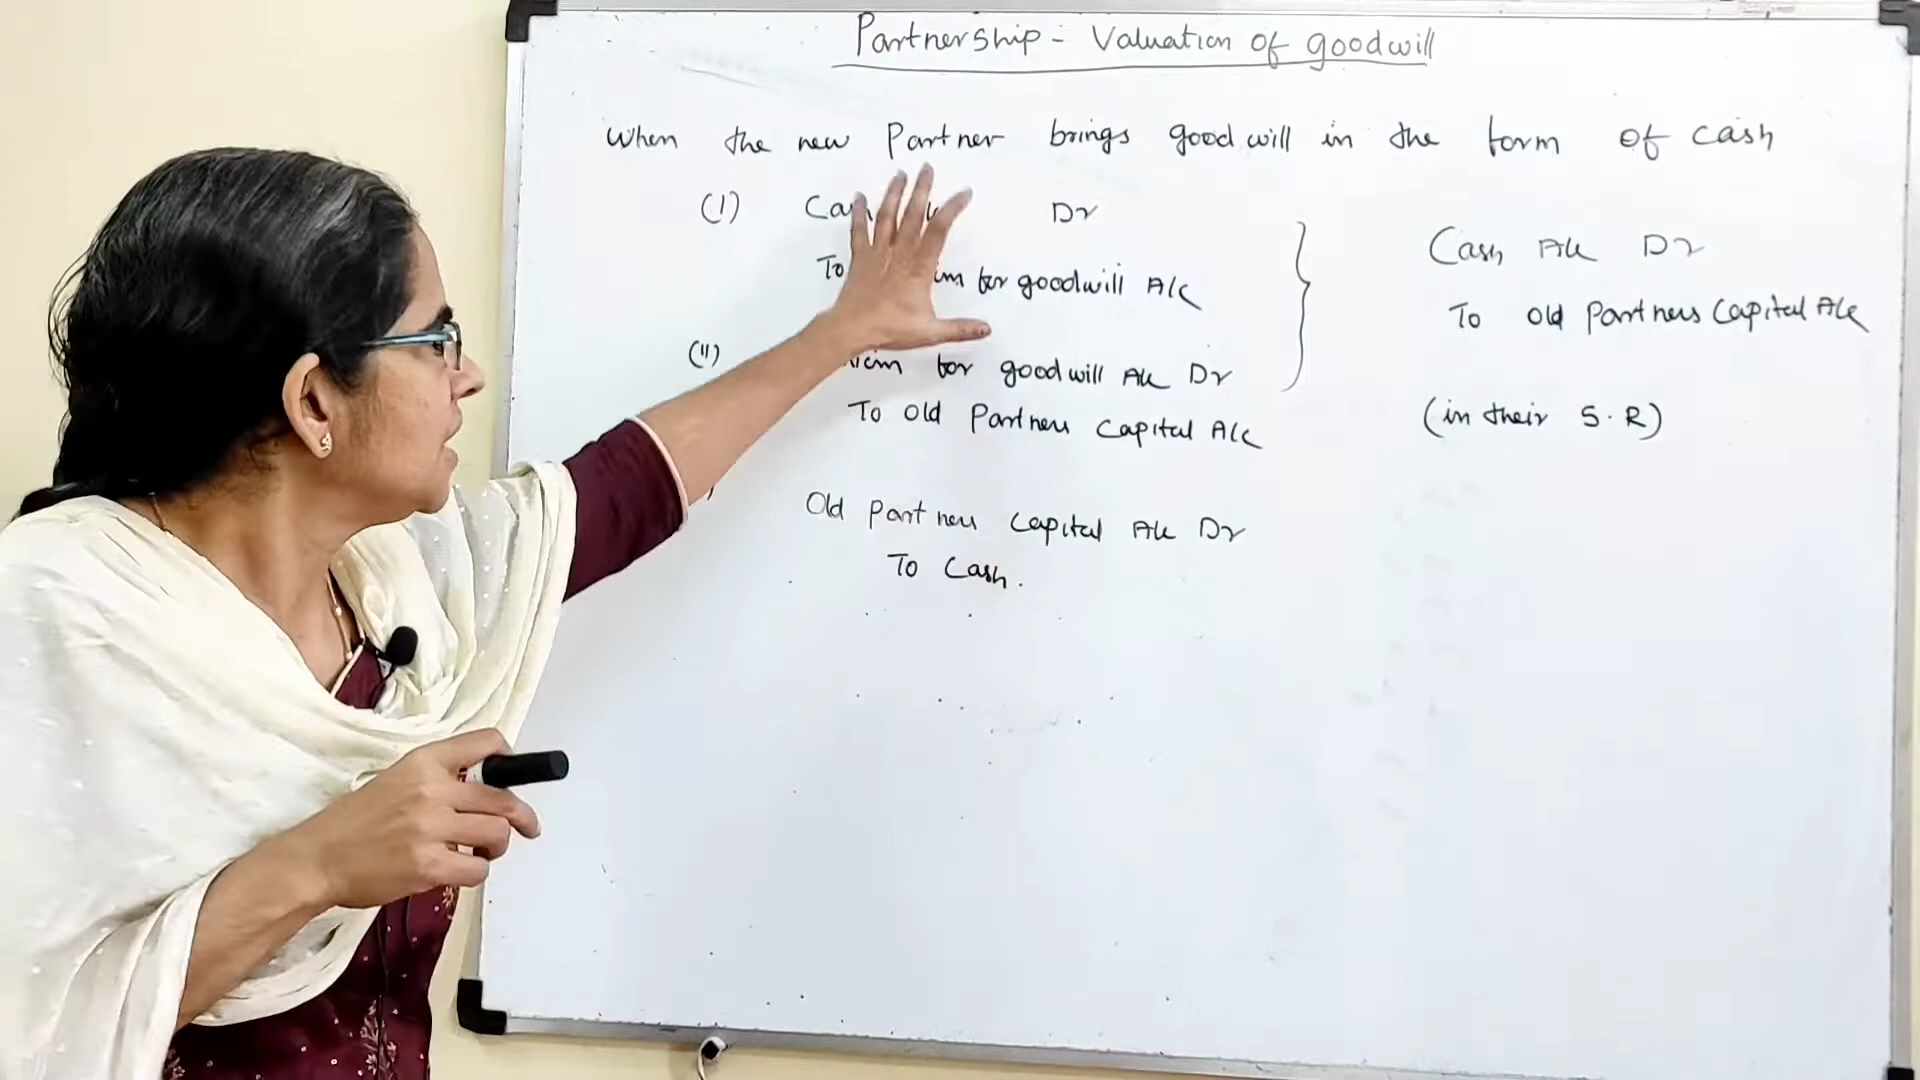 Partnership - Valuation of goodwill
When the new Partner brings goodwill in the form of cash
(I) Dr
To for goodwill A/c
(II) for goodwill A/c Dr
To Old Partners Capital A/c
Old Partners Capital A/c Dr
To Cash.
Cash A/c Dr
To Old Partners Capital A/c
(in their S.R)